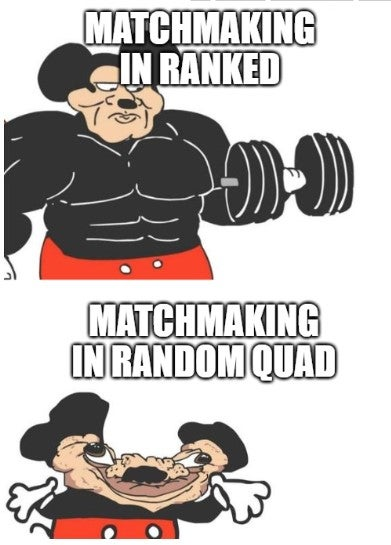 MATCHMAKING
IN RANKED
MATCHMAKING
IN RANDOM QUAD